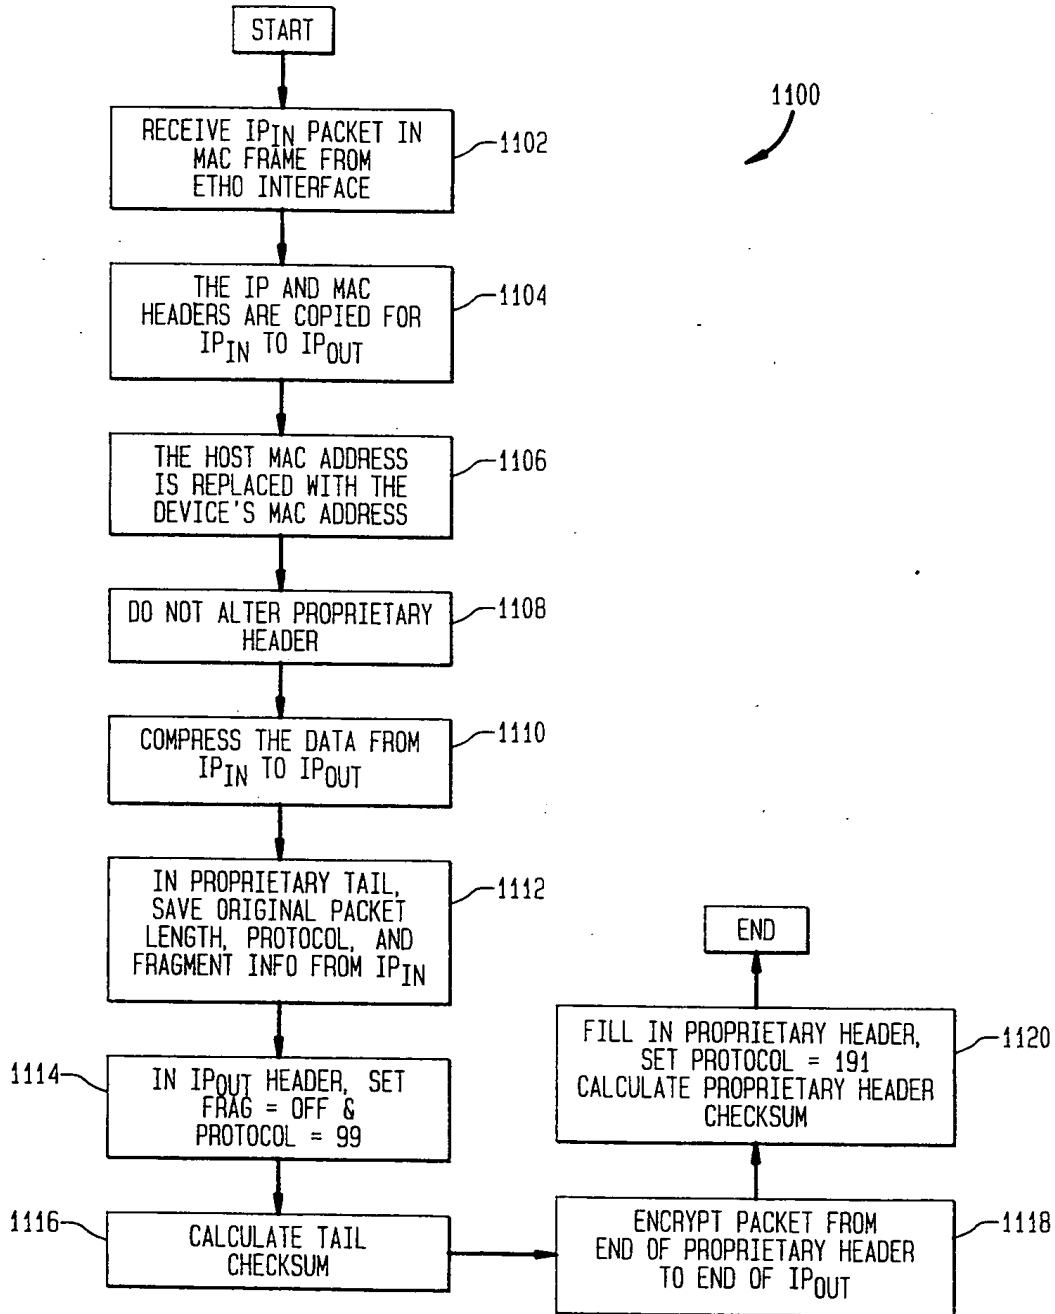 START
1100
RECEIVE IPIN PACKET IN
MAC FRAME FROM
ETHO INTERFACE
1102
THE IP AND MAC
HEADERS ARE COPIED FOR
IPIN TO IPOUT
1104
THE HOST MAC ADDRESS
IS REPLACED WITH THE
DEVICE'S MAC ADDRESS
1106
DO NOT ALTER PROPRIETARY
HEADER
1108
COMPRESS THE DATA FROM
IPIN TO IPOUT
1110
IN PROPRIETARY TAIL,
SAVE ORIGINAL PACKET
LENGTH, PROTOCOL, AND
FRAGMENT INFO FROM IPIN
1112
1114
IN IPOUT HEADER, SET
FRAG = OFF &
PROTOCOL = 99
1116
CALCULATE TAIL
CHECKSUM
ENCRYPT PACKET FROM
END OF PROPRIETARY HEADER
TO END OF IPOUT
1118
FILL IN PROPRIETARY HEADER,
SET PROTOCOL = 191
CALCULATE PROPRIETARY HEADER
CHECKSUM
1120
END